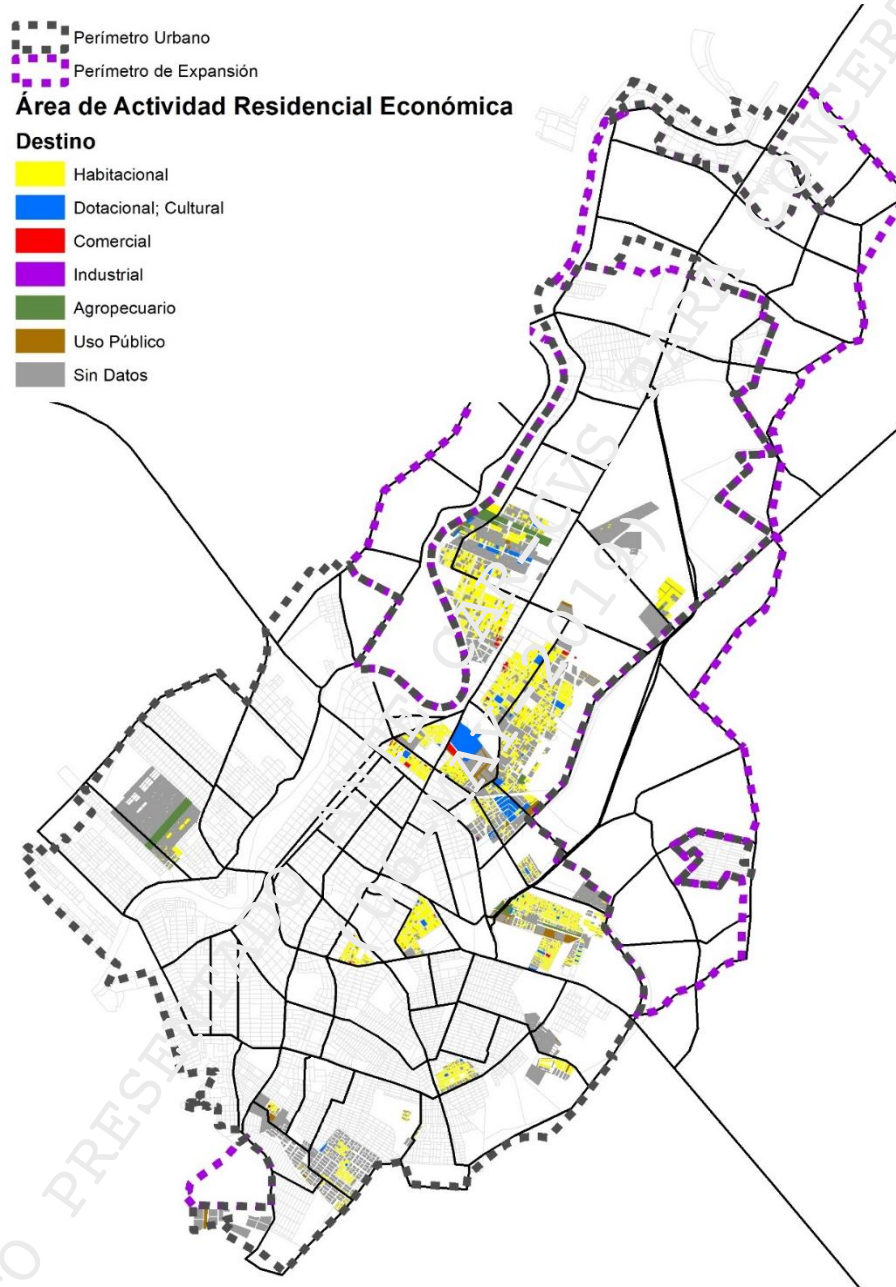 Perímetro Urbano
Perímetro de Expansión
Área de Actividad Residencial Económica
Destino
Habitacional
Dotacional; Cultural
Comercial
Industrial
Agropecuario
Uso Público
Sin Datos